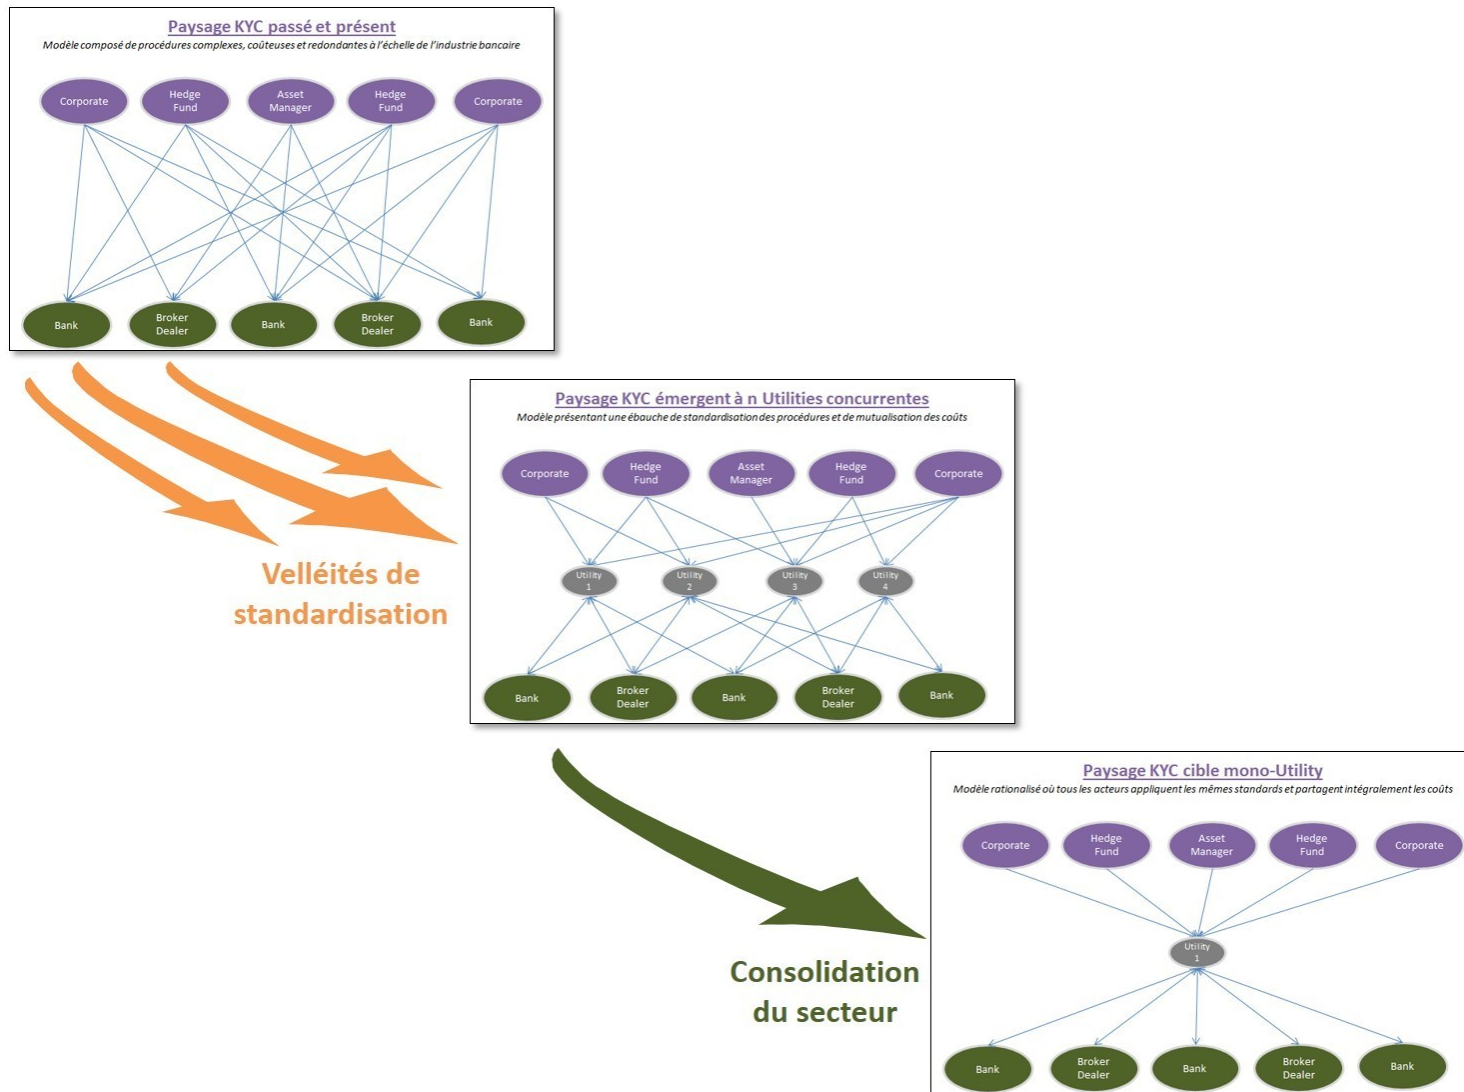 Paysage KYC passé et présent
Modèle composé de procédures complexes, coûteuses et redondantes à l'échelle de l'industrie bancaire
Corporate
Hedge
Fund
Asset
Manager
Hedge
Fund
Corporate
Bank
Broker
Dealer
Bank
Broker
Dealer
Bank
Velléités de
standardisation
Paysage KYC émergent à n Utilities concurrentes
Modèle présentant une ébauche de standardisation des procédures et de mutualisation des coûts
Corporate
Hedge
Fund
Asset
Manager
Hedge
Fund
Corporate
Utility
1
Utility
2
Utility
3
Utility
4
Bank
Broker
Dealer
Bank
Broker
Dealer
Bank
Consolidation
du secteur
Paysage KYC cible mono-Utility
Modèle rationalisé où tous les acteurs appliquent les mêmes standards et partagent intégralement les coûts
Corporate
Hedge
Fund
Asset
Manager
Hedge
Fund
Corporate
Utility
1
Bank
Broker
Dealer
Bank
Broker
Dealer
Bank